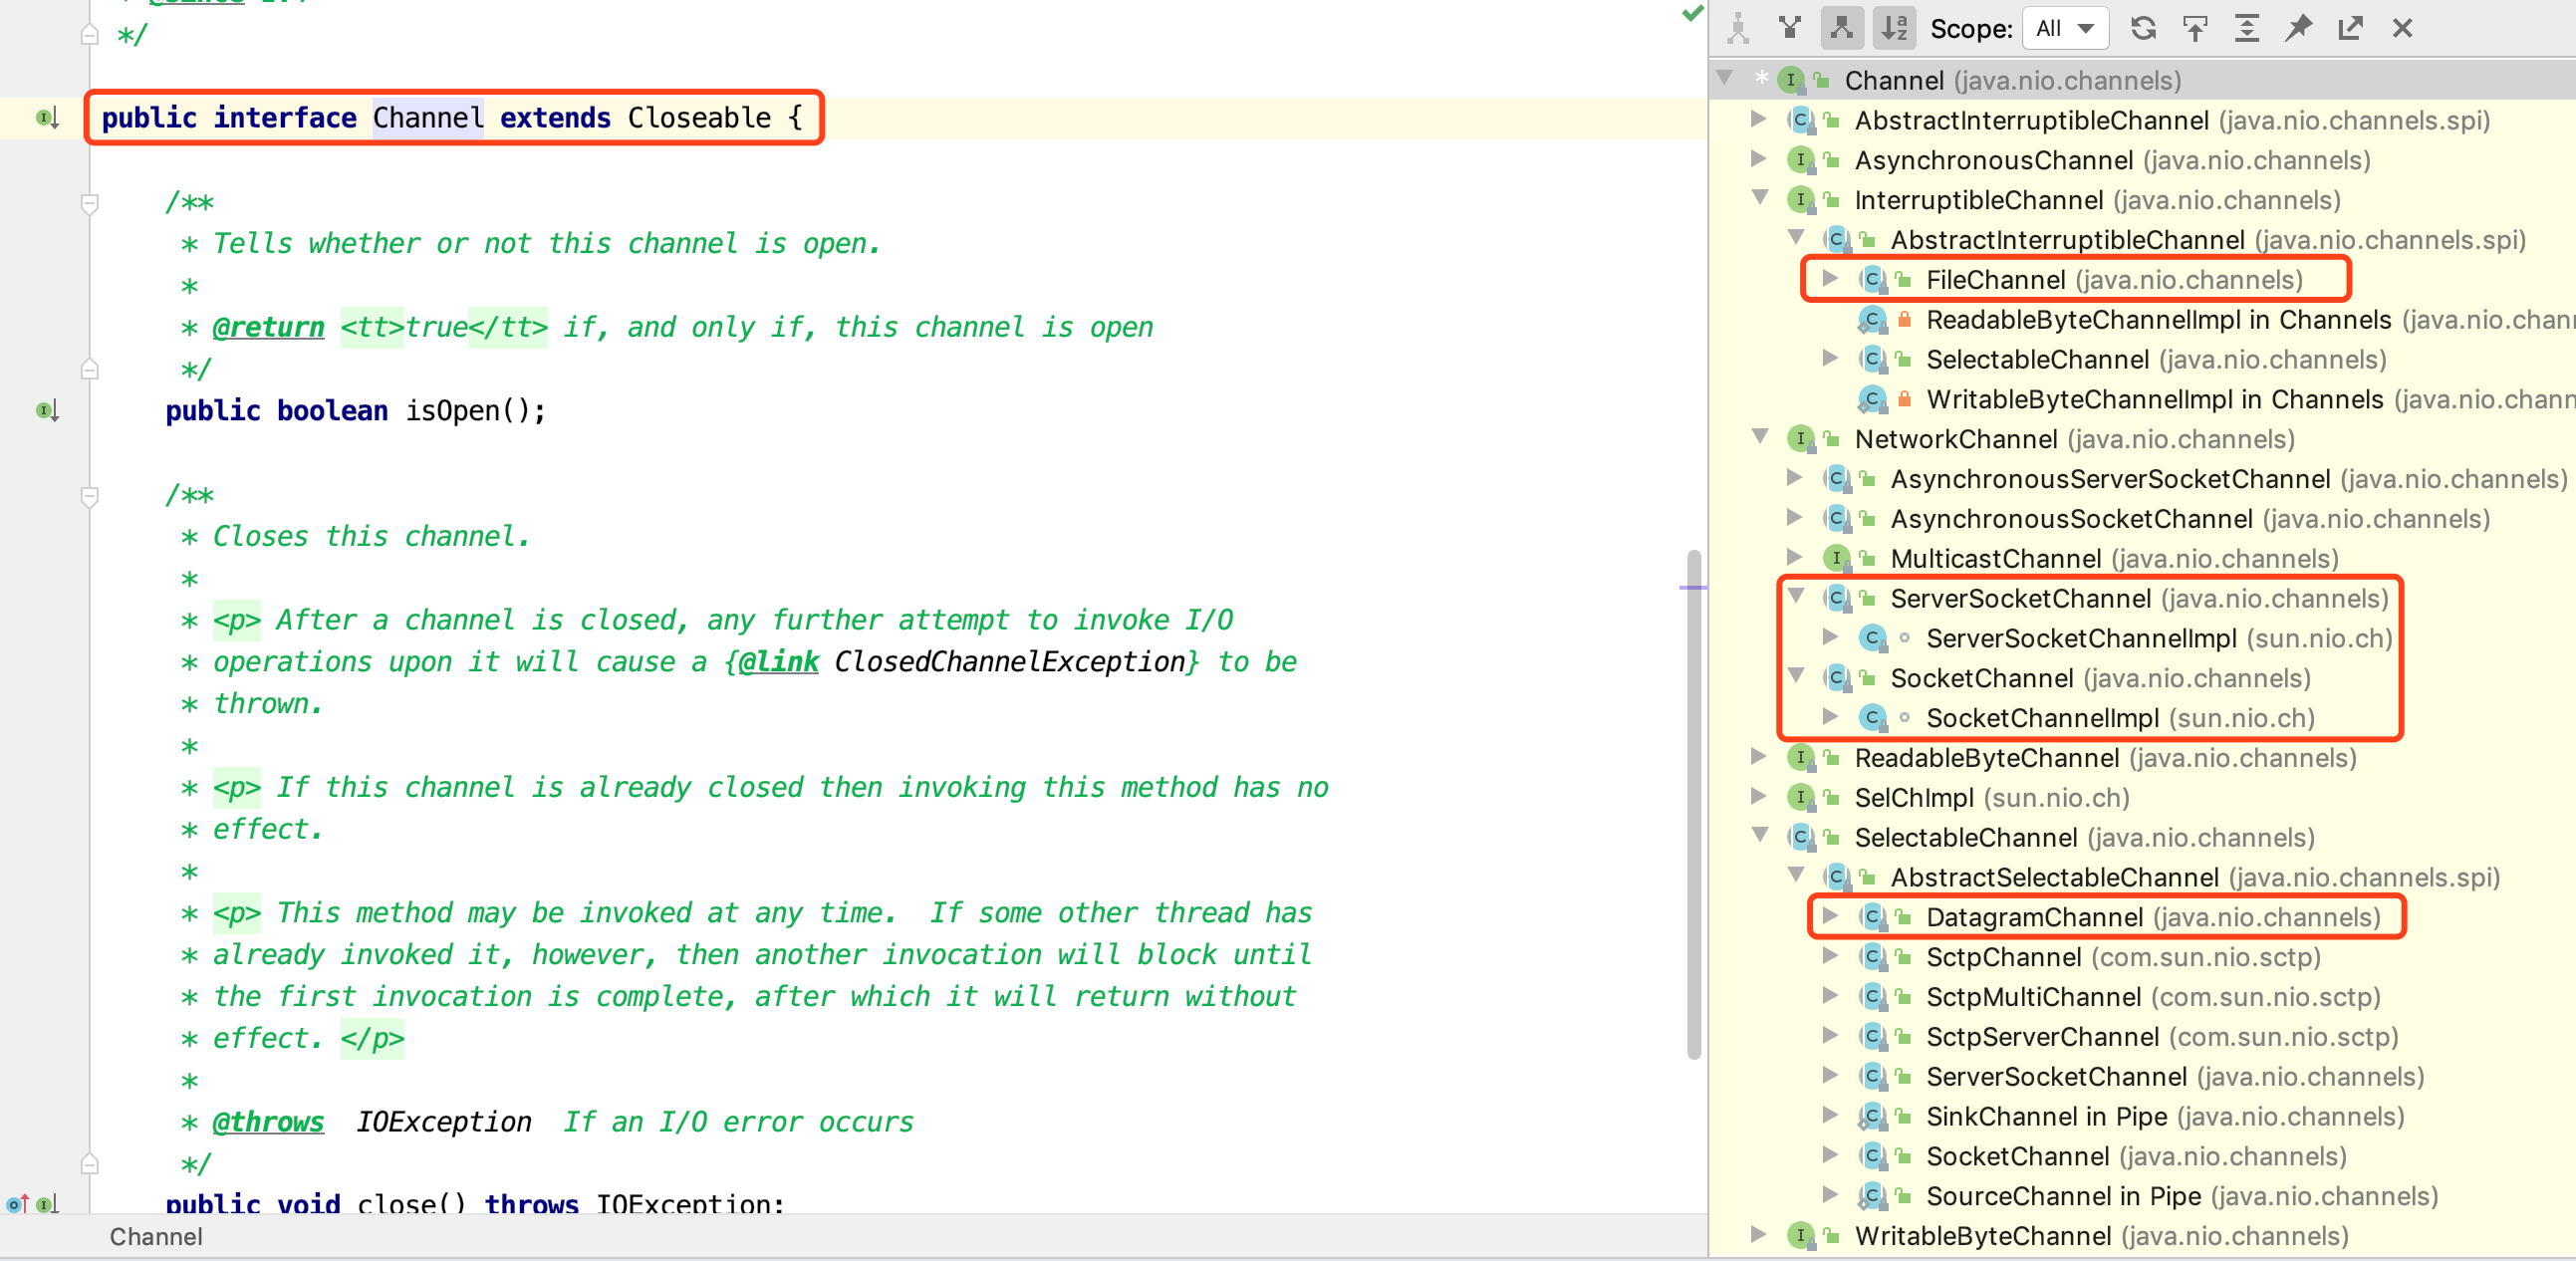 */
public interface Channel extends Closeable {
/**
* Tells whether or not this channel is open.
*
* @return <tt>true</tt> if, and only if, this channel is open
*/
public boolean isOpen();
/**
* Closes this channel.
*
* <p> After a channel is closed, any further attempt to invoke I/O
* operations upon it will cause a {@link ClosedChannelException} to be
* thrown.
*
* <p> If this channel is already closed then invoking this method has no
* effect.
*
* <p> This method may be invoked at any time.  If some other thread has
* already invoked it, however, then another invocation will block until
* the first invocation is complete, after which it will return without
* effect. </p>
*
* @throws  IOException  If an I/O error occurs
*/
public void close() throws IOException;
Channel
Scope: All
* Channel (java.nio.channels)
AbstractInterruptibleChannel (java.nio.channels.spi)
AsynchronousChannel (java.nio.channels)
InterruptibleChannel (java.nio.channels)
AbstractInterruptibleChannel (java.nio.channels.spi)
FileChannel (java.nio.channels)
ReadableByteChannelImpl in Channels (java.nio.chan
SelectableChannel (java.nio.channels)
WritableByteChannelImpl in Channels (java.nio.chann
NetworkChannel (java.nio.channels)
AsynchronousServerSocketChannel (java.nio.channels)
AsynchronousSocketChannel (java.nio.channels)
MulticastChannel (java.nio.channels)
ServerSocketChannel (java.nio.channels)
ServerSocketChannelImpl (sun.nio.ch)
SocketChannel (java.nio.channels)
SocketChannelImpl (sun.nio.ch)
ReadableByteChannel (java.nio.channels)
SelChImpl (sun.nio.ch)
SelectableChannel (java.nio.channels)
AbstractSelectableChannel (java.nio.channels.spi)
DatagramChannel (java.nio.channels)
SctpChannel (com.sun.nio.sctp)
SctpMultiChannel (com.sun.nio.sctp)
SctpServerChannel (com.sun.nio.sctp)
ServerSocketChannel (java.nio.channels)
SinkChannel in Pipe (java.nio.channels)
SocketChannel (java.nio.channels)
SourceChannel in Pipe (java.nio.channels)
WritableByteChannel (java.nio.channels)